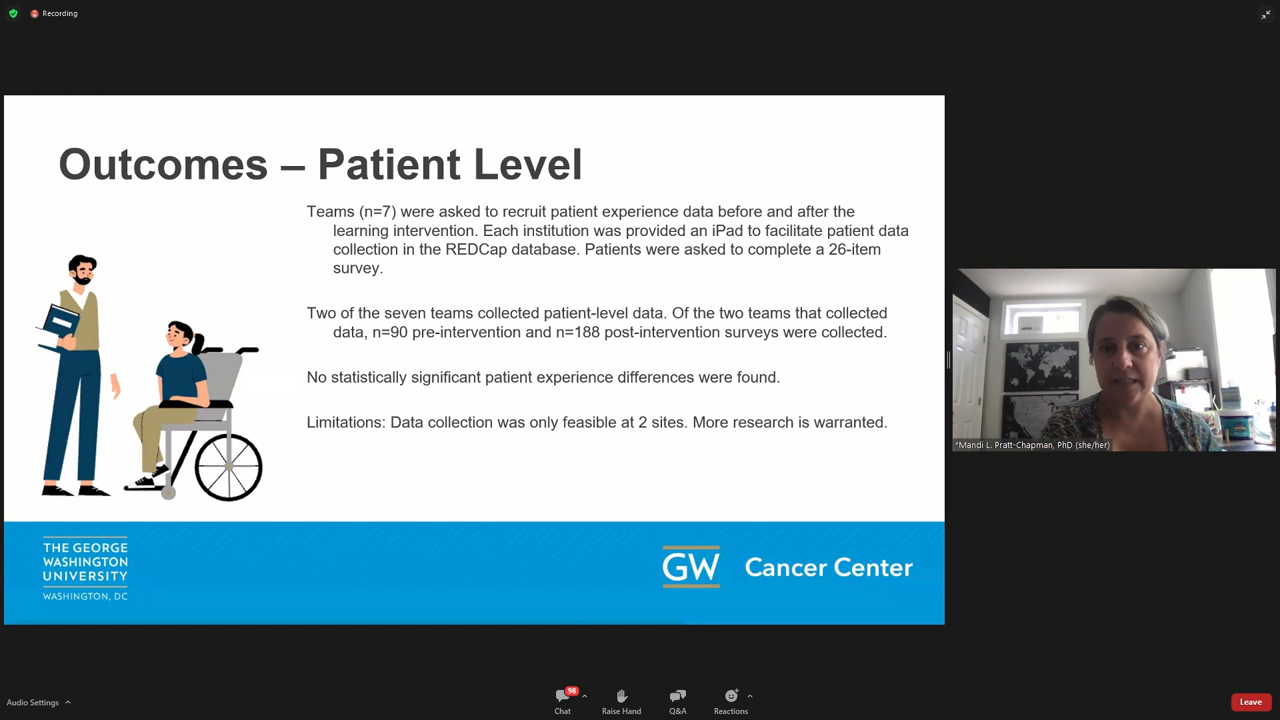 Recording
Outcomes – Patient Level
Teams (n=7) were asked to recruit patient experience data before and after the
learning intervention. Each institution was provided an iPad to facilitate patient data
collection in the REDCap database. Patients were asked to complete a 26-item
survey.
Two of the seven teams collected patient-level data. Of the two teams that collected
data, n=90 pre-intervention and n=188 post-intervention surveys were collected.
No statistically significant patient experience differences were found.
Limitations: Data collection was only feasible at 2 sites. More research is warranted.
*Mandi L. Pratt-Chapman, PhD (she/her)
THE GEORGE
WASHINGTON
UNIVERSITY
WASHINGTON, DC
GW Cancer Center
Audio Settings
98
Chat
Raise Hand
Q&A
Reactions
Leave